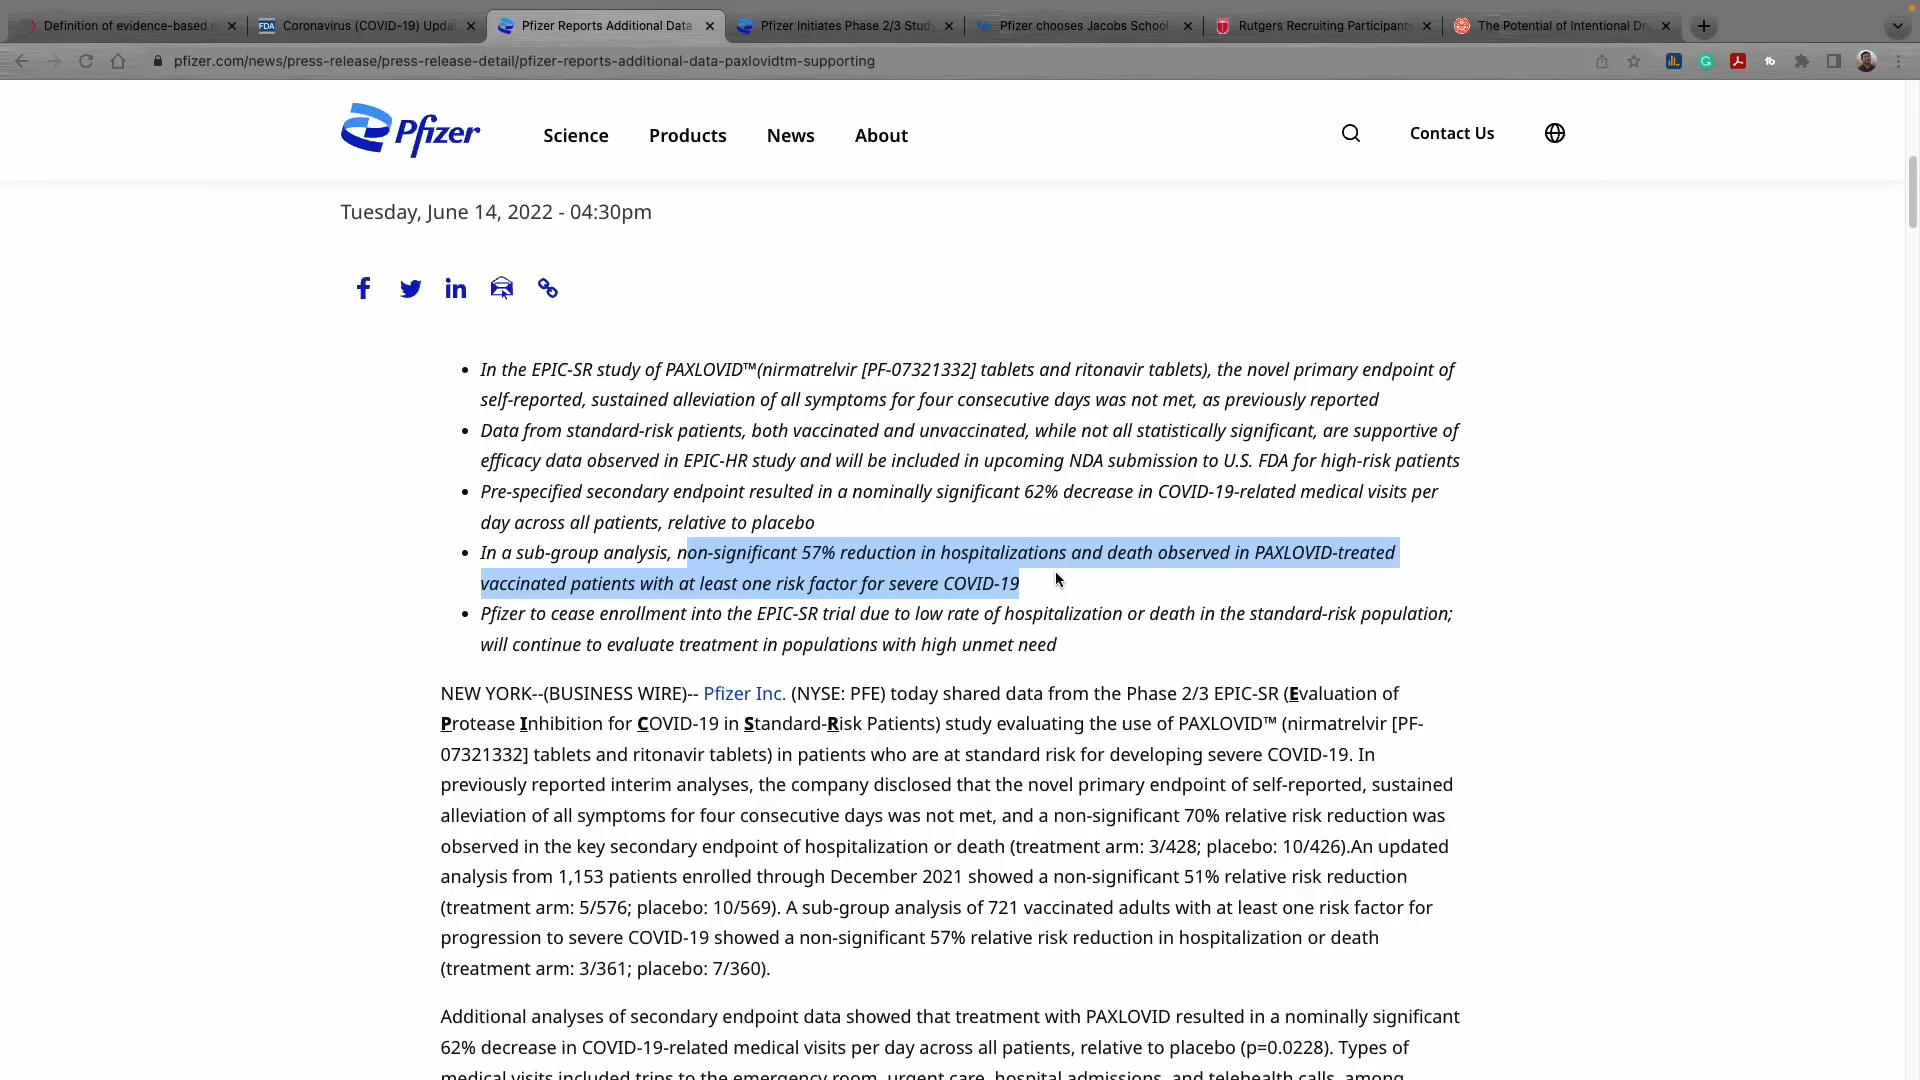 Definition of evidence-based
FDA Coronavirus (COVID-19) Upda
Pfizer Reports Additional Data
Pfizer Initiates Phase 2/3 Study
Pfizer chooses Jacobs School
Rutgers Recruiting Participant
The Potential of Intentional Dr
pfizer.com/news/press-release/press-release-detail/pfizer-reports-additional-data-paxlovidtm-supporting
Pfizer
Science Products News About
Contact Us
Tuesday, June 14, 2022 - 04:30pm
• In the EPIC-SR study of PAXLOVID™(nirmatrelvir [PF-07321332] tablets and ritonavir tablets), the novel primary endpoint of
self-reported, sustained alleviation of all symptoms for four consecutive days was not met, as previously reported
• Data from standard-risk patients, both vaccinated and unvaccinated, while not all statistically significant, are supportive of
efficacy data observed in EPIC-HR study and will be included in upcoming NDA submission to U.S. FDA for high-risk patients
• Pre-specified secondary endpoint resulted in a nominally significant 62% decrease in COVID-19-related medical visits per
day across all patients, relative to placebo
• In a sub-group analysis, non-significant 57% reduction in hospitalizations and death observed in PAXLOVID-treated
vaccinated patients with at least one risk factor for severe COVID-19
• Pfizer to cease enrollment into the EPIC-SR trial due to low rate of hospitalization or death in the standard-risk population;
will continue to evaluate treatment in populations with high unmet need
NEW YORK--(BUSINESS WIRE)-- Pfizer Inc. (NYSE: PFE) today shared data from the Phase 2/3 EPIC-SR (Evaluation of
Protease Inhibition for COVID-19 in Standard-Risk Patients) study evaluating the use of PAXLOVID™ (nirmatrelvir [PF-
07321332] tablets and ritonavir tablets) in patients who are at standard risk for developing severe COVID-19. In
previously reported interim analyses, the company disclosed that the novel primary endpoint of self-reported, sustained
alleviation of all symptoms for four consecutive days was not met, and a non-significant 70% relative risk reduction was
observed in the key secondary endpoint of hospitalization or death (treatment arm: 3/428; placebo: 10/426).An updated
analysis from 1,153 patients enrolled through December 2021 showed a non-significant 51% relative risk reduction
(treatment arm: 5/576; placebo: 10/569). A sub-group analysis of 721 vaccinated adults with at least one risk factor for
progression to severe COVID-19 showed a non-significant 57% relative risk reduction in hospitalization or death
(treatment arm: 3/361; placebo: 7/360).
Additional analyses of secondary endpoint data showed that treatment with PAXLOVID resulted in a nominally significant
62% decrease in COVID-19-related medical visits per day across all patients, relative to placebo (p=0.0228). Types of
medical visits included trips to the emergency room, urgent care, hospital admissions, and telehealth calls, among